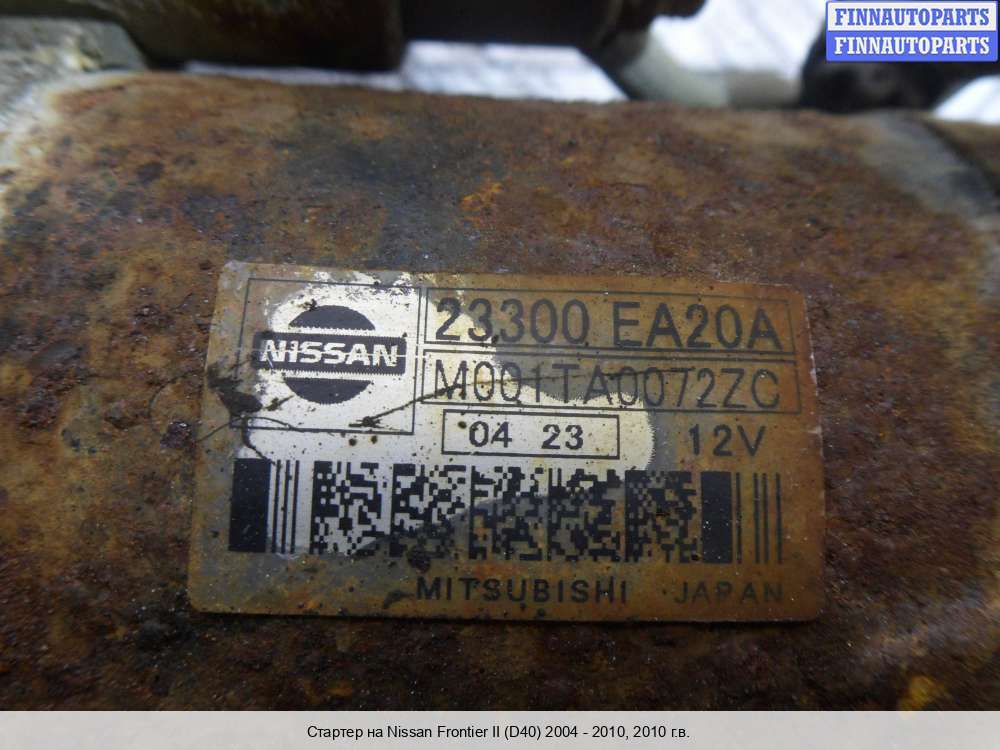 FINNAUTOPARTS
FINNAUTOPARTS
23300 EA20A
NISSAN
M001TA0072ZC
04 23
12V
MITSUBISHI JAPAN
Стартер на Nissan Frontier II (D40) 2004 - 2010, 2010 г.в.